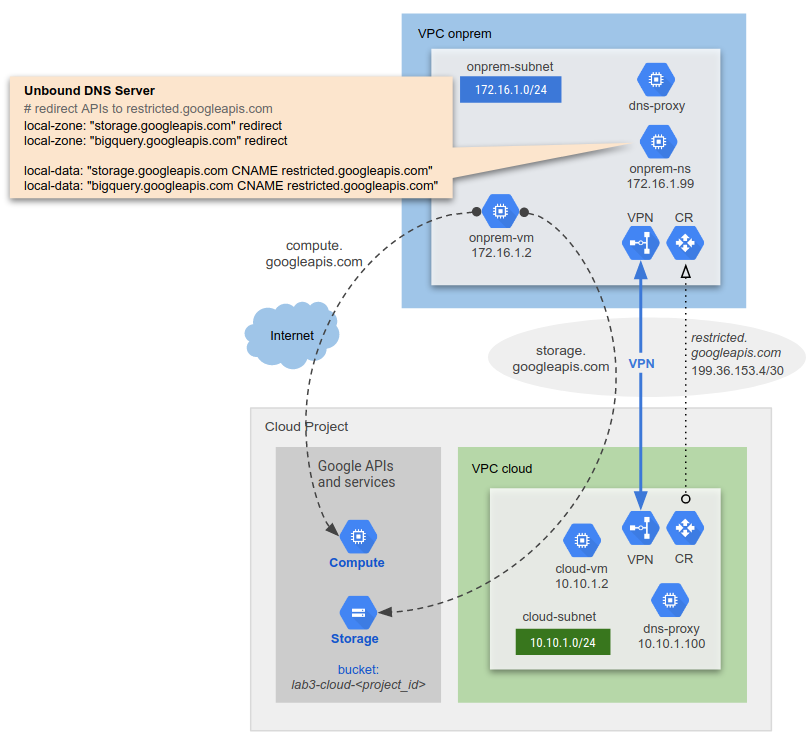 VPC onprem
onprem-subnet
172.16.1.0/24
dns-proxy
Unbound DNS Server
# redirect APIs to restricted.googleapis.com
local-zone: "storage.googleapis.com" redirect
local-zone: "bigquery.googleapis.com" redirect
local-data: "storage.googleapis.com CNAME restricted.googleapis.com"
local-data: "bigquery.googleapis.com CNAME restricted.googleapis.com"
onprem-ns
172.16.1.99
onprem-vm
172.16.1.2
VPN
CR
compute.
googleapis.com
Internet
storage.
googleapis.com
VPN
restricted.
googleapis.com
199.36.153.4/30
Cloud Project
Google APIs
and services
Compute
Storage
bucket:
lab3-cloud-<project_id>
VPC cloud
VPN
CR
cloud-vm
10.10.1.2
cloud-subnet
10.10.1.0/24
dns-proxy
10.10.1.100